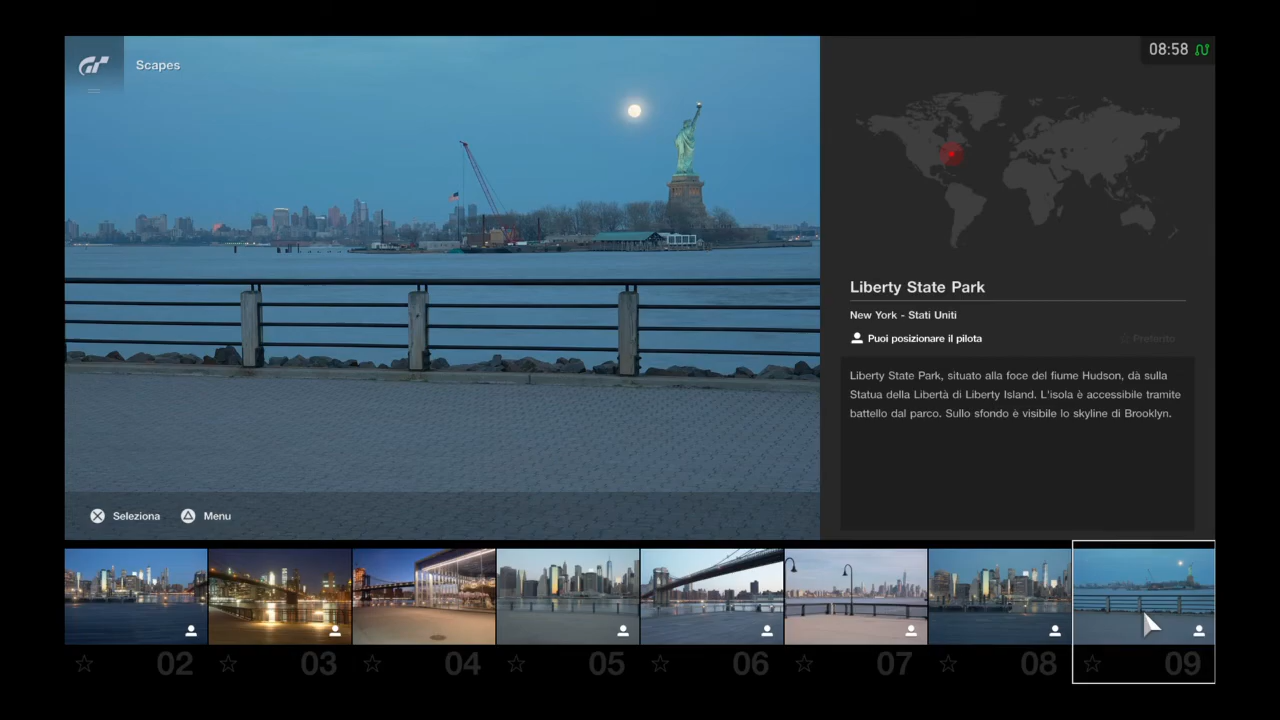 GT
Scapes
08:58
Liberty State Park
New York - Stati Uniti
Puoi posizionare il pilota
Preferito
Liberty State Park, situato alla foce del fiume Hudson, dà sulla
Statua della Libertà di Liberty Island. L'isola è accessibile tramite
battello dal parco. Sullo sfondo è visibile lo skyline di Brooklyn.
Seleziona
Menu
02
03
04
05
06
07
08
09